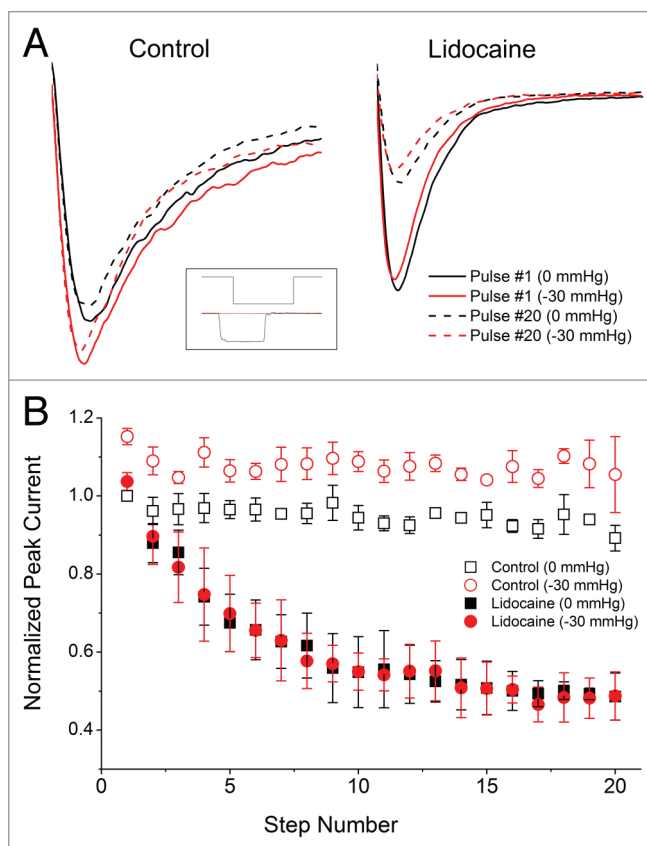 A
Control
Lidocaine
Pulse #1 (0 mmHg)
Pulse #1 (-30 mmHg)
Pulse #20 (0 mmHg)
Pulse #20 (-30 mmHg)
B
1.2
1.0
0.8
0.6
0.4
Normalized Peak Current
Control (0 mmHg)
Control (-30 mmHg)
Lidocaine (0 mmHg)
Lidocaine (-30 mmHg)
0
5
10
15
20
Step Number